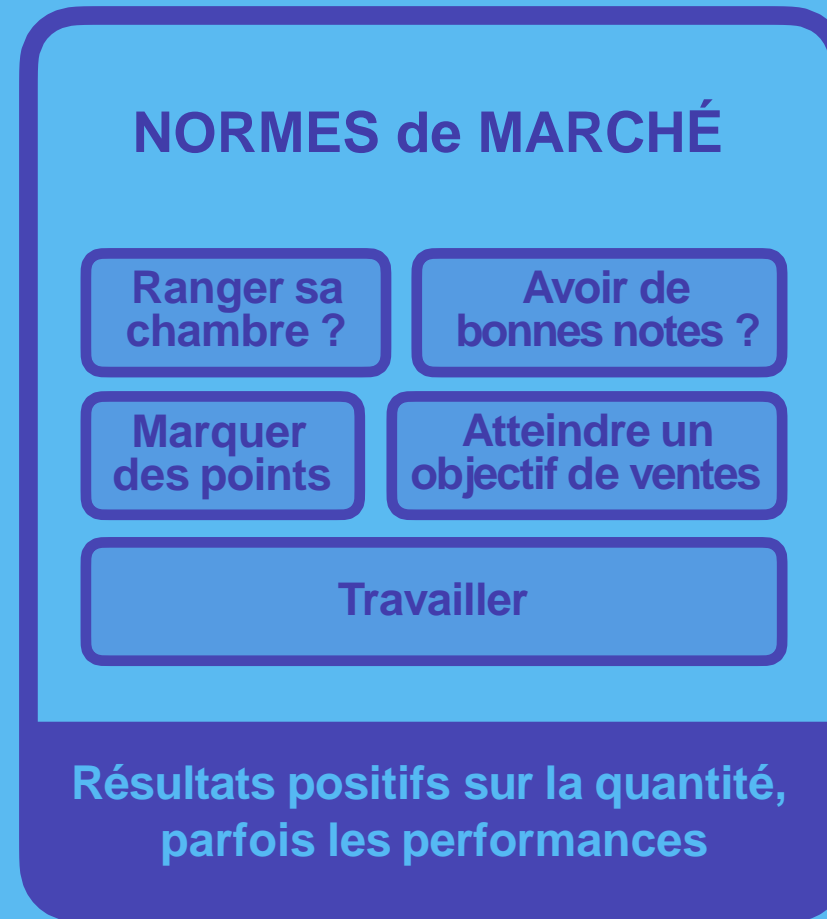 NORMES de MARCHÉ
Ranger sa
chambre ?
Avoir de
bonnes notes ?
Marquer
des points
Atteindre un
objectif de ventes
Travailler
Résultats positifs sur la quantité,
parfois les performances